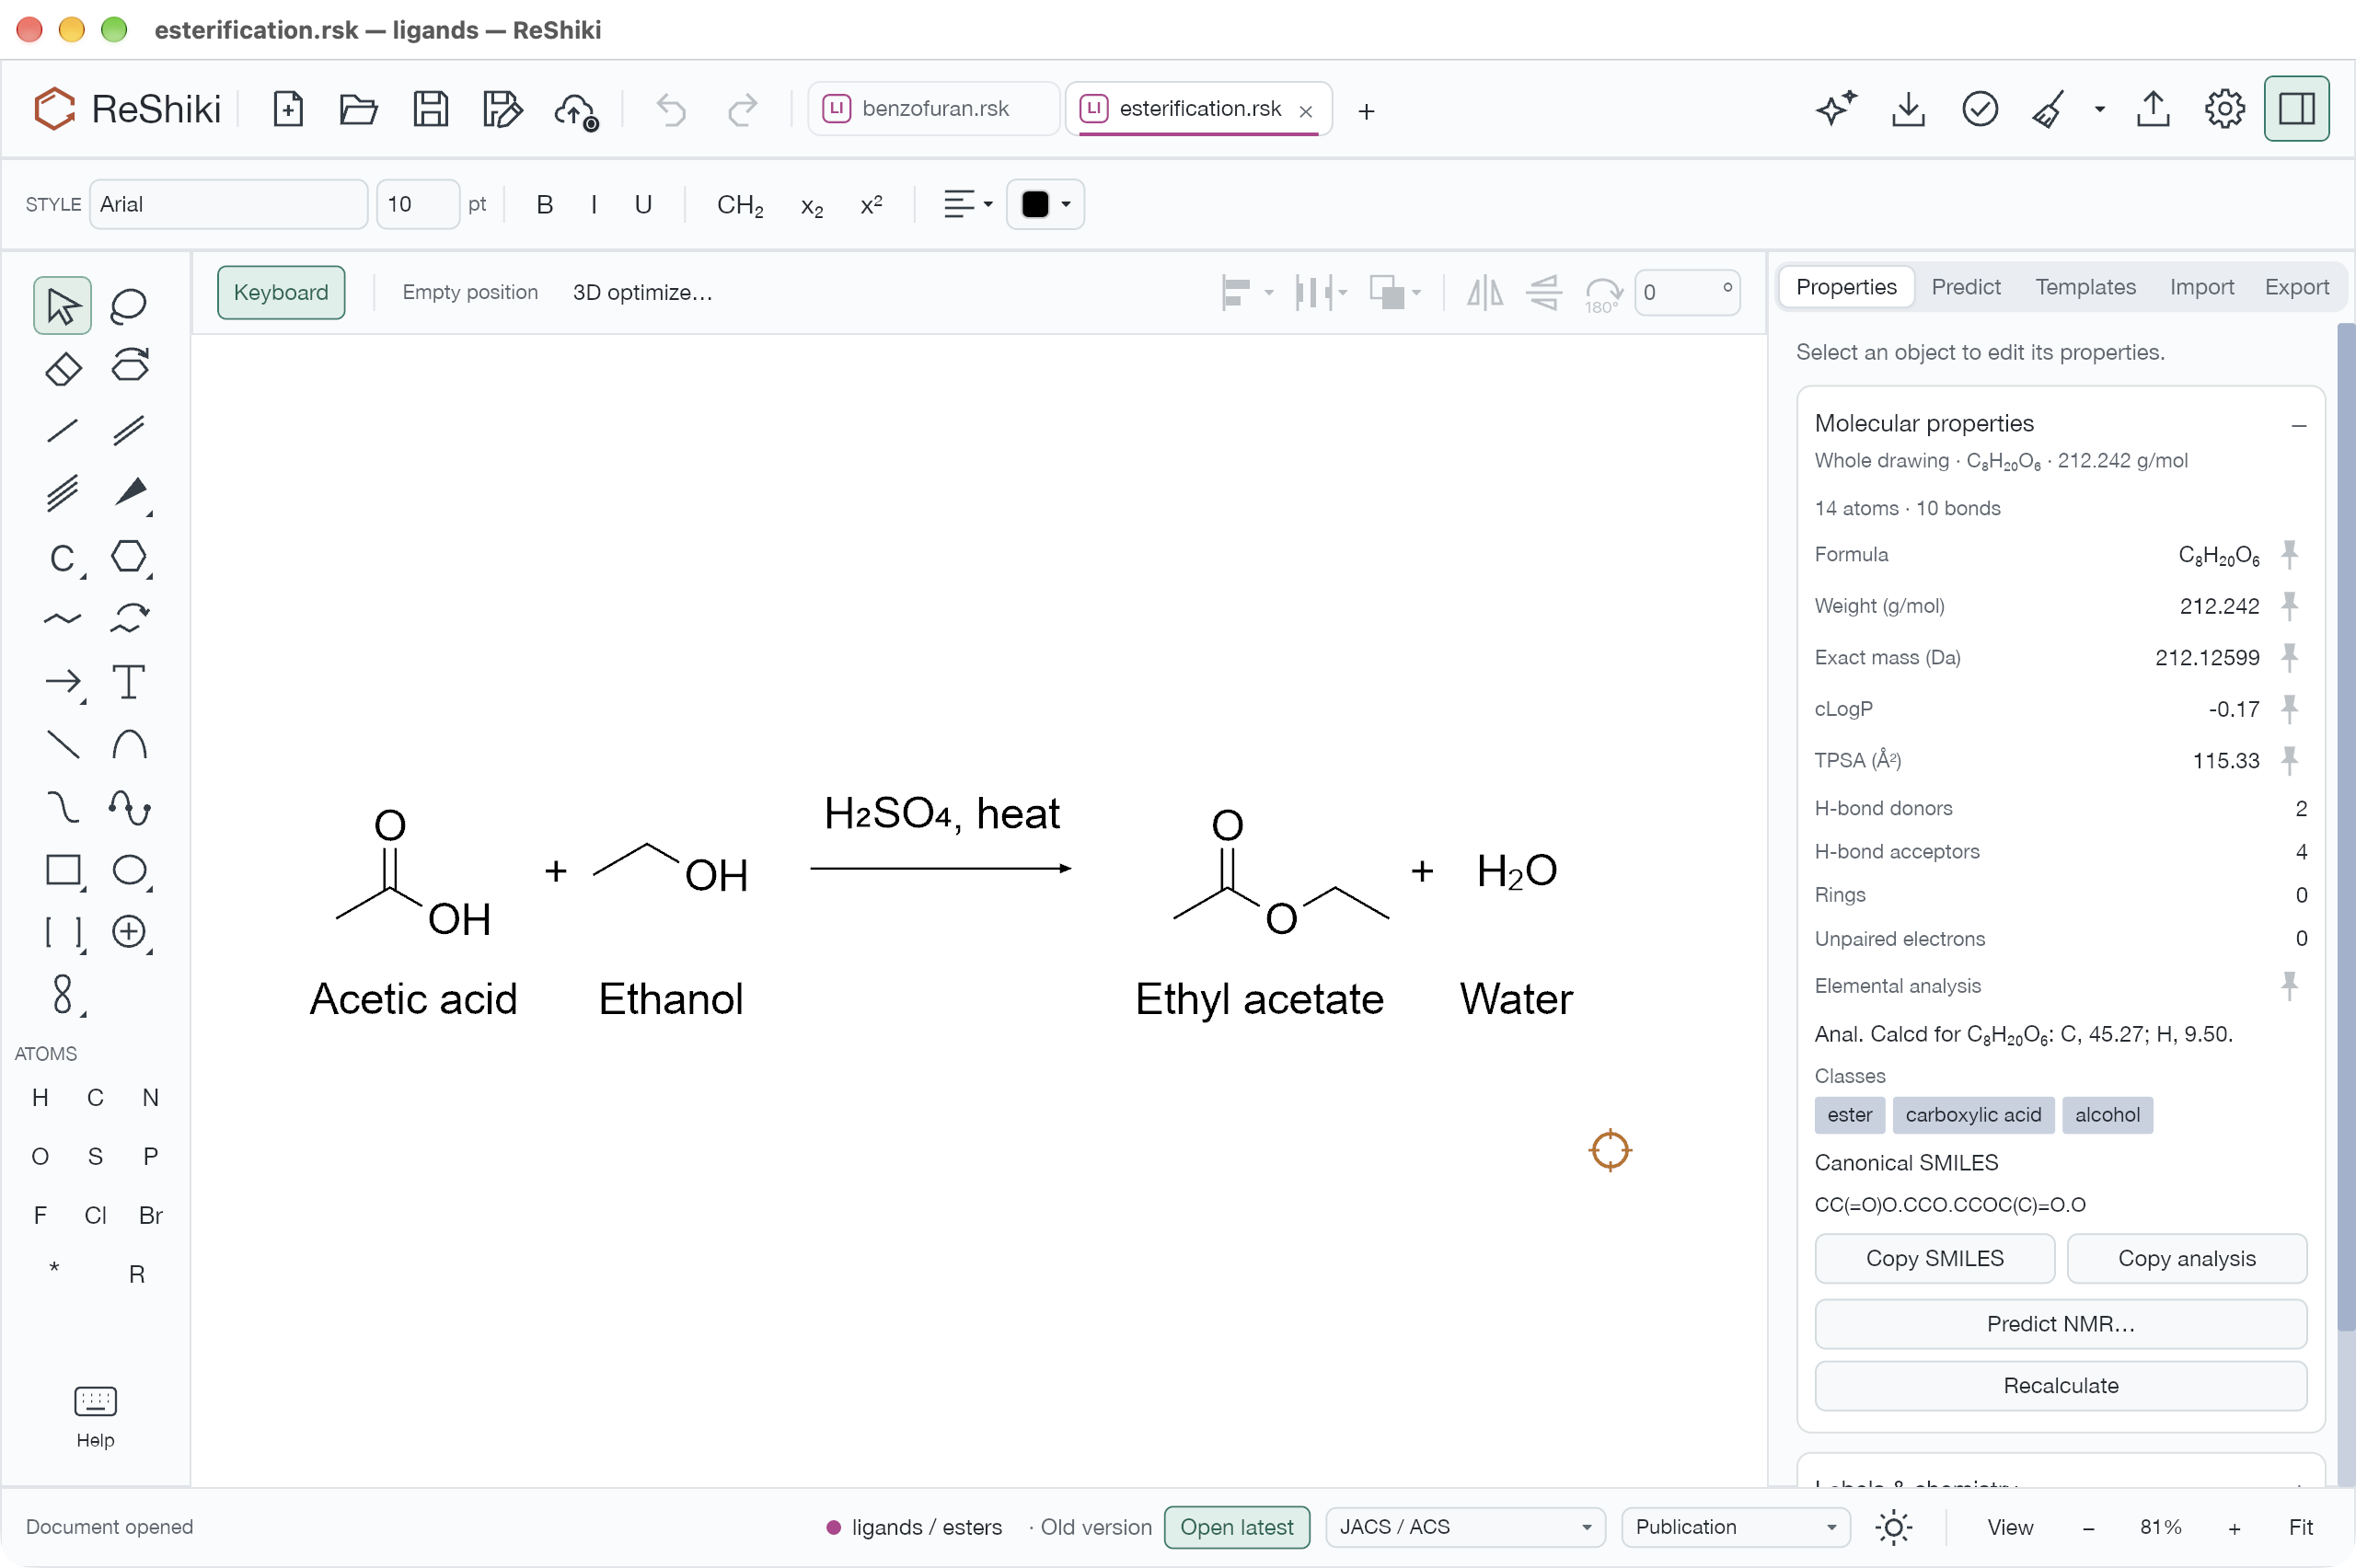 esterification.rsk — ligands — ReShiki
ReShiki
LI benzofuran.rsk
LI esterification.rsk × +
STYLE Arial 10 pt B I U CH₂ x₂ x²
Keyboard Empty position 3D optimize… 180° 0 °
Properties Predict Templates Import Export
Select an object to edit its properties.
Molecular properties –
Whole drawing · C₈H₂₀O₆ · 212.242 g/mol
14 atoms · 10 bonds
Formula C₈H₂₀O₆
Weight (g/mol) 212.242
Exact mass (Da) 212.12599
cLogP -0.17
TPSA (Å²) 115.33
H-bond donors 2
H-bond acceptors 4
Rings 0
Unpaired electrons 0
Elemental analysis
Anal. Calcd for C₈H₂₀O₆: C, 45.27; H, 9.50.
Classes
ester carboxylic acid alcohol
Canonical SMILES
CC(=O)O.CCO.CCOC(C)=O.O
Copy SMILES Copy analysis
Predict NMR…
Recalculate
C
T
[ ]
ATOMS
H C N
O S P
F Cl Br
* R
Help
H₂SO₄, heat
O O
+ OH + H₂O
OH O
Acetic acid Ethanol Ethyl acetate Water
Document opened ligands / esters · Old version Open latest JACS / ACS Publication View – 81% + Fit